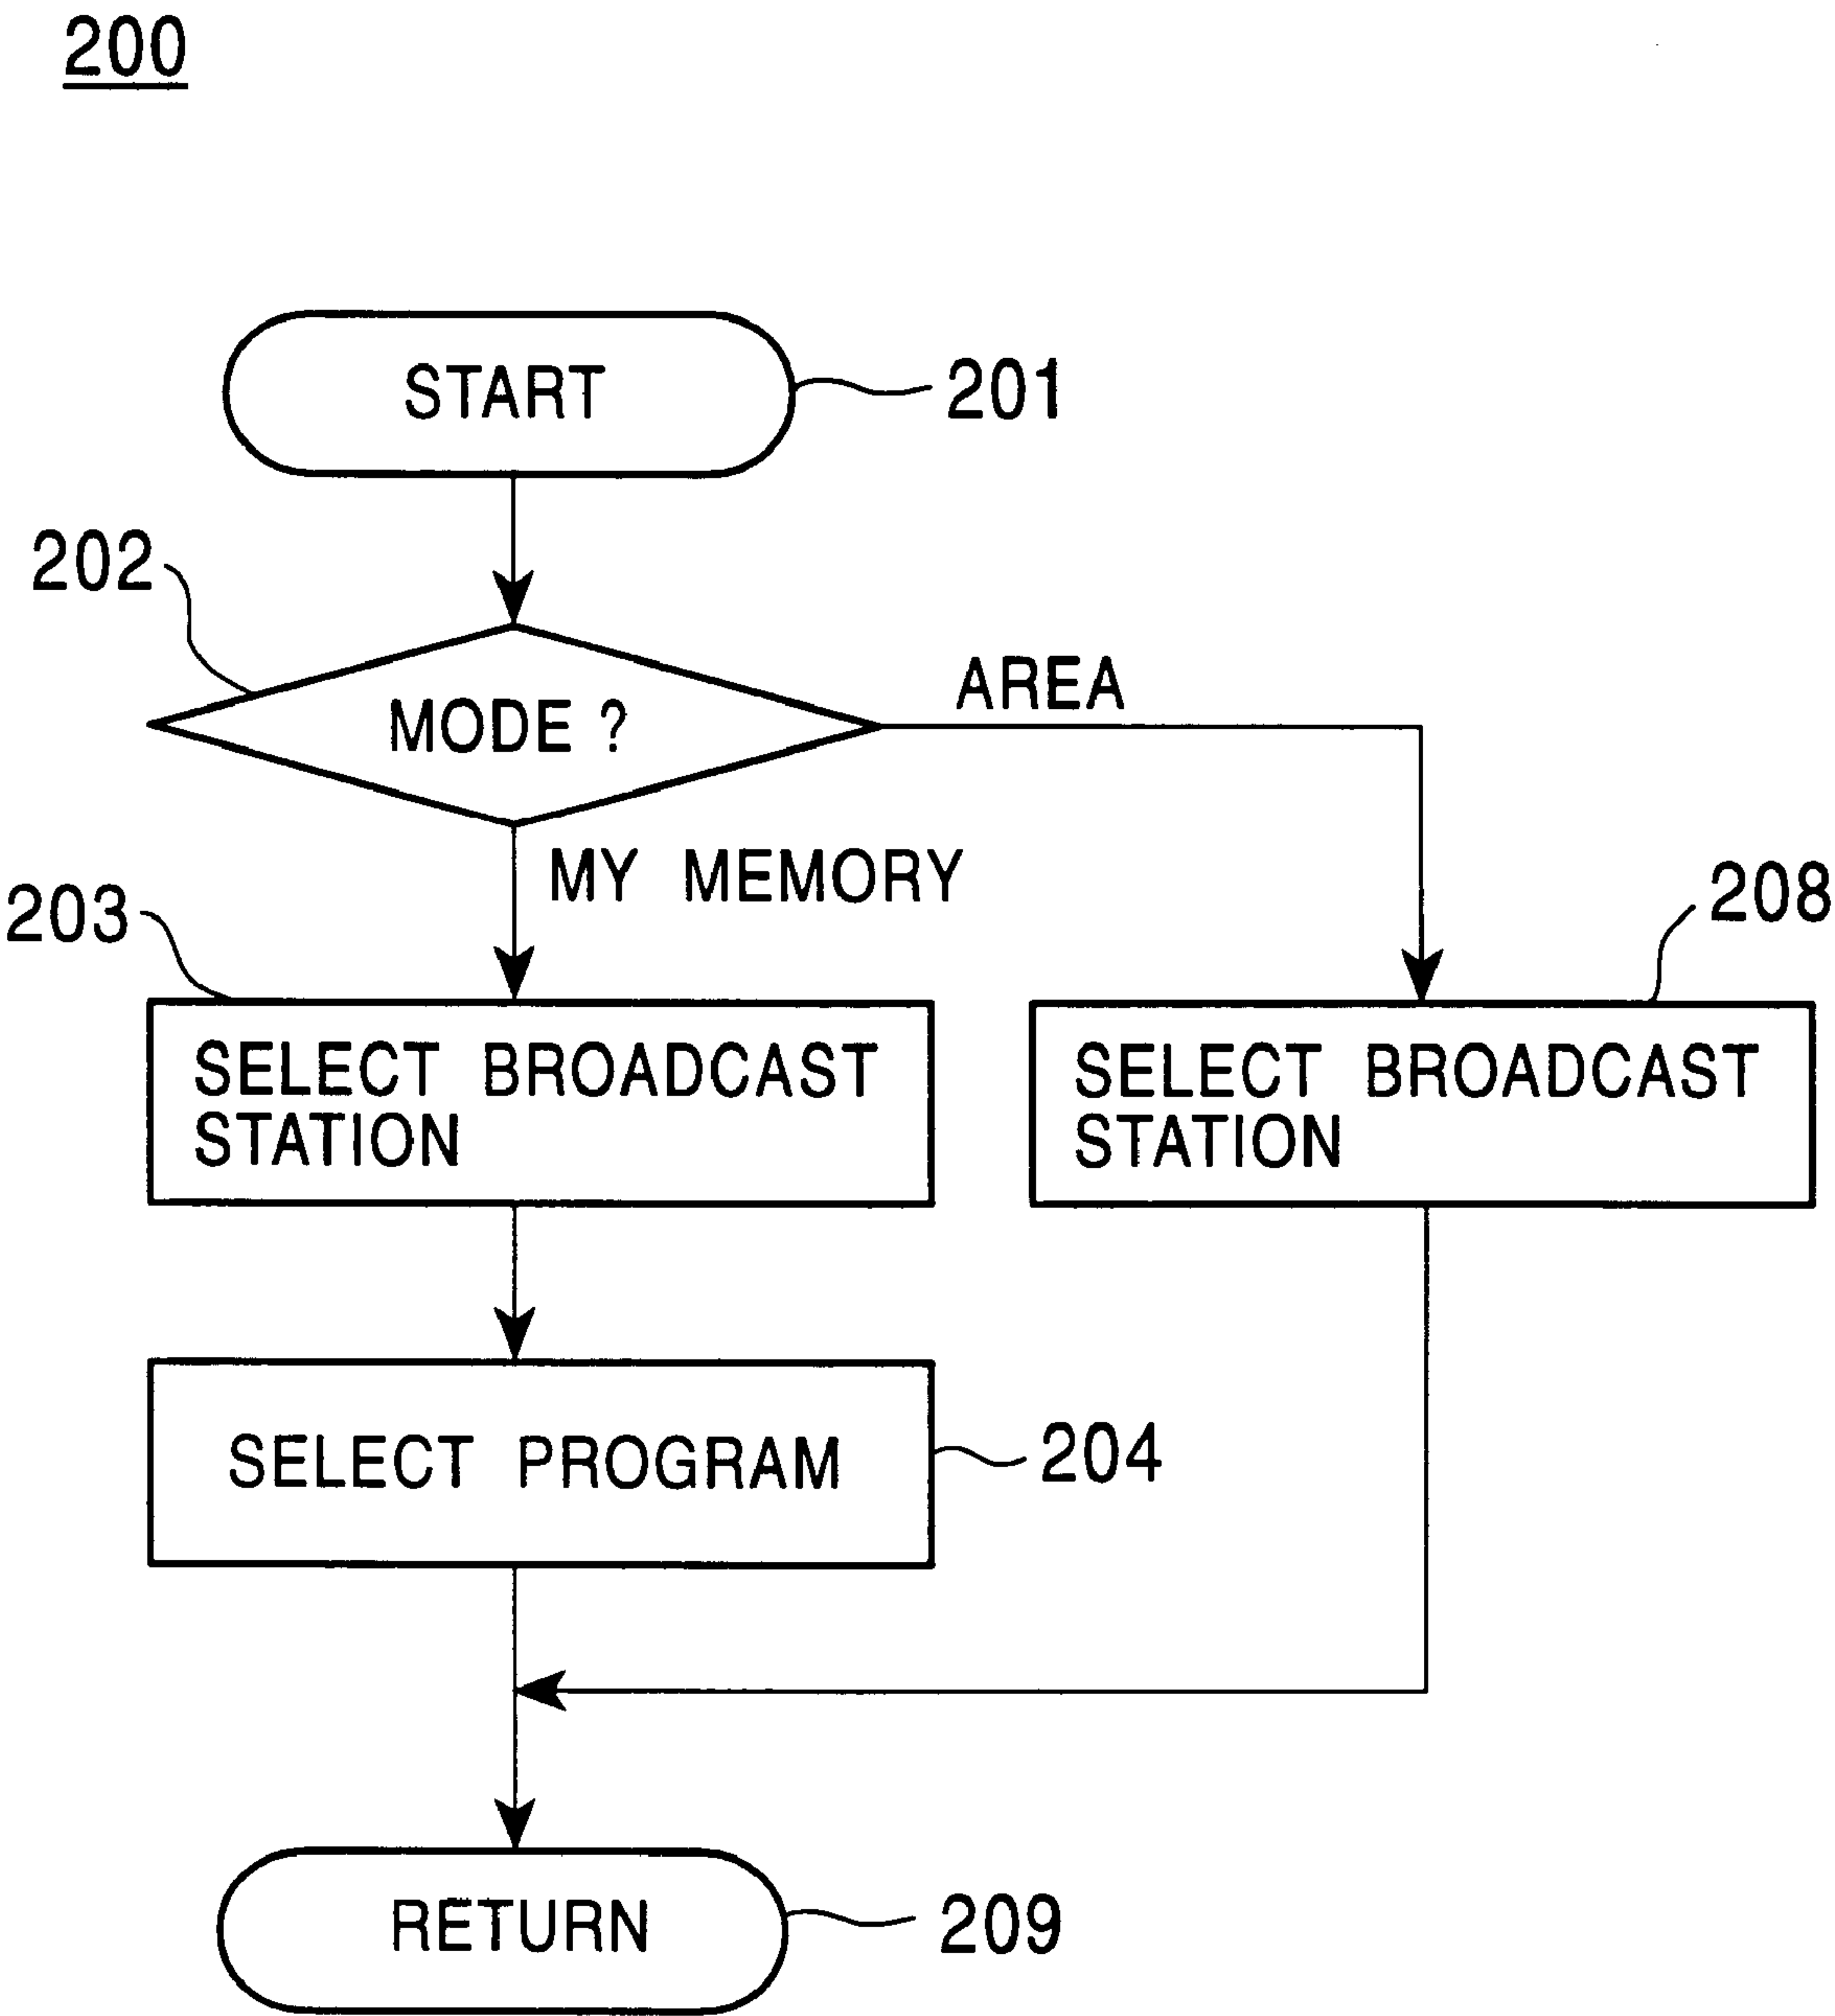 200
START
201
202
MODE ?
AREA
MY MEMORY
203
208
SELECT BROADCAST
STATION
SELECT BROADCAST
STATION
SELECT PROGRAM
204
RETURN
209